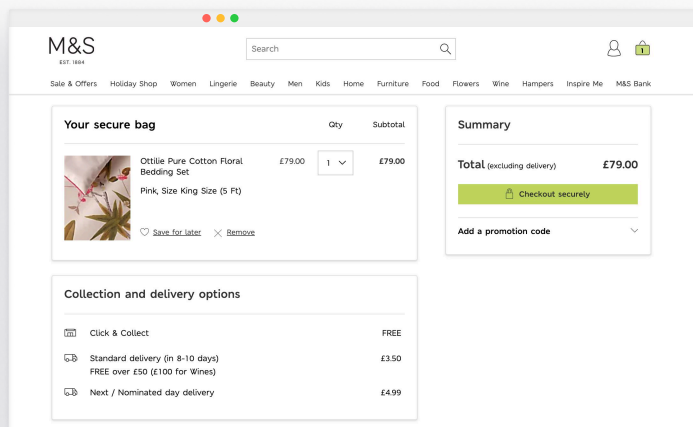 M&S
EST. 1884
Search
1
Sale & Offers Holiday Shop Women Lingerie Beauty Men Kids Home Furniture Food Flowers Wine Hampers Inspire Me M&S Bank
Your secure bag Qty Subtotal
Ottilie Pure Cotton Floral £79.00 1 £79.00
Bedding Set
Pink, Size King Size (5 Ft)
Save for later Remove
Summary
Total (excluding delivery) £79.00
Checkout securely
Add a promotion code
Collection and delivery options
Click & Collect FREE
Standard delivery (in 8-10 days) £3.50
FREE over £50 (£100 for Wines)
Next / Nominated day delivery £4.99